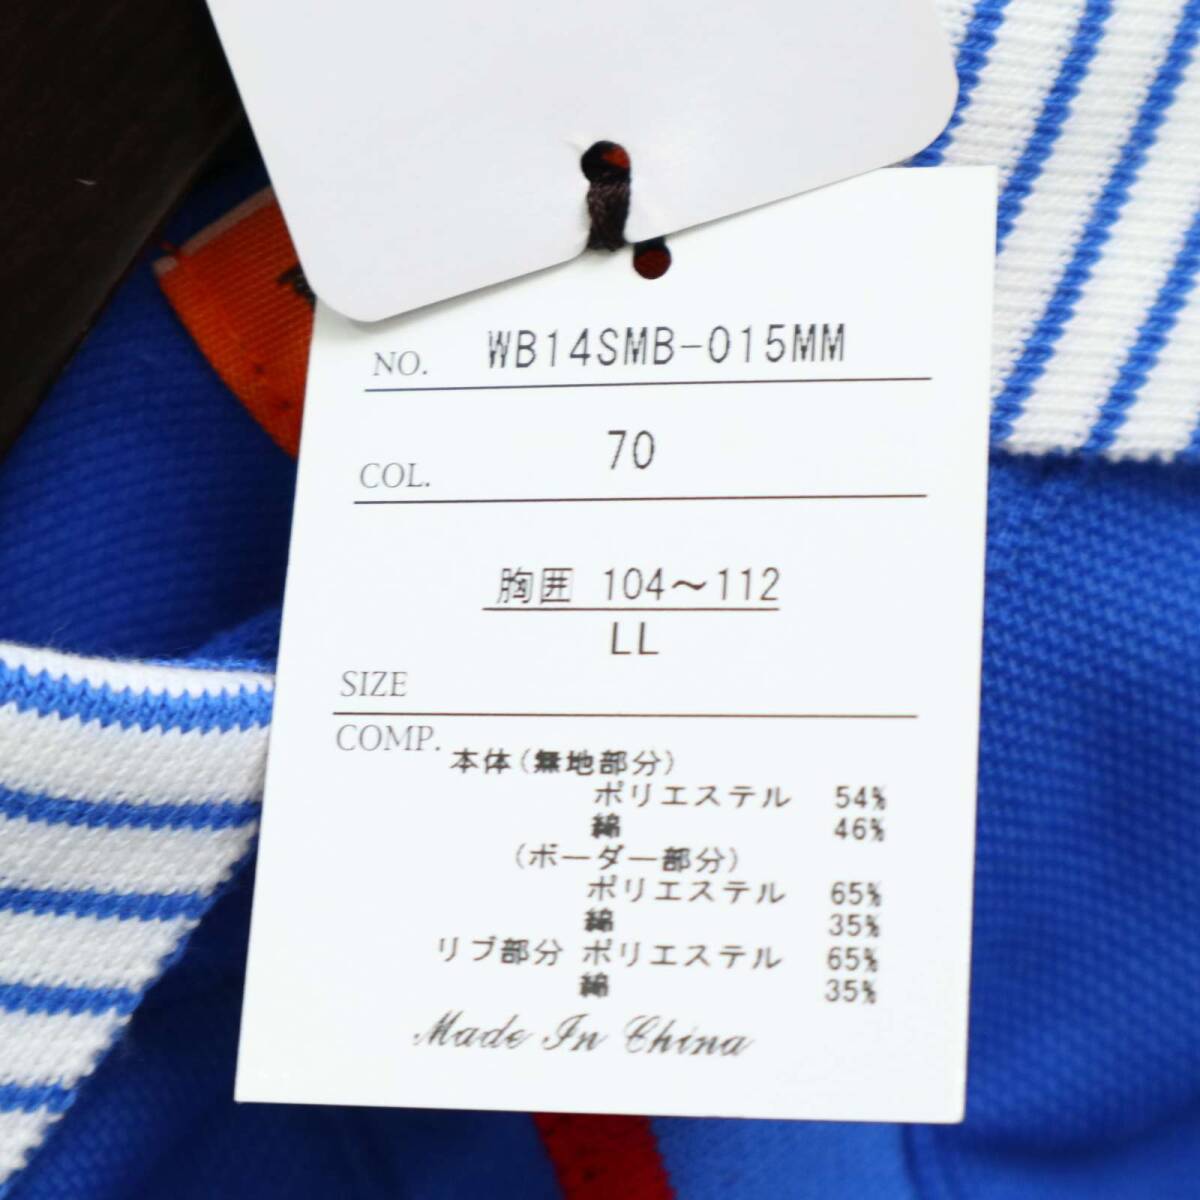 NO. WB14SMB-015MM
COL. 70
胸囲 104～112
LL
SIZE
COMP.
本体(無地部分)
ポリエステル 54%
綿 46%
(ボーダー部分)
ポリエステル 65%
綿 35%
リブ部分 ポリエステル 65%
綿 35%
Made In China